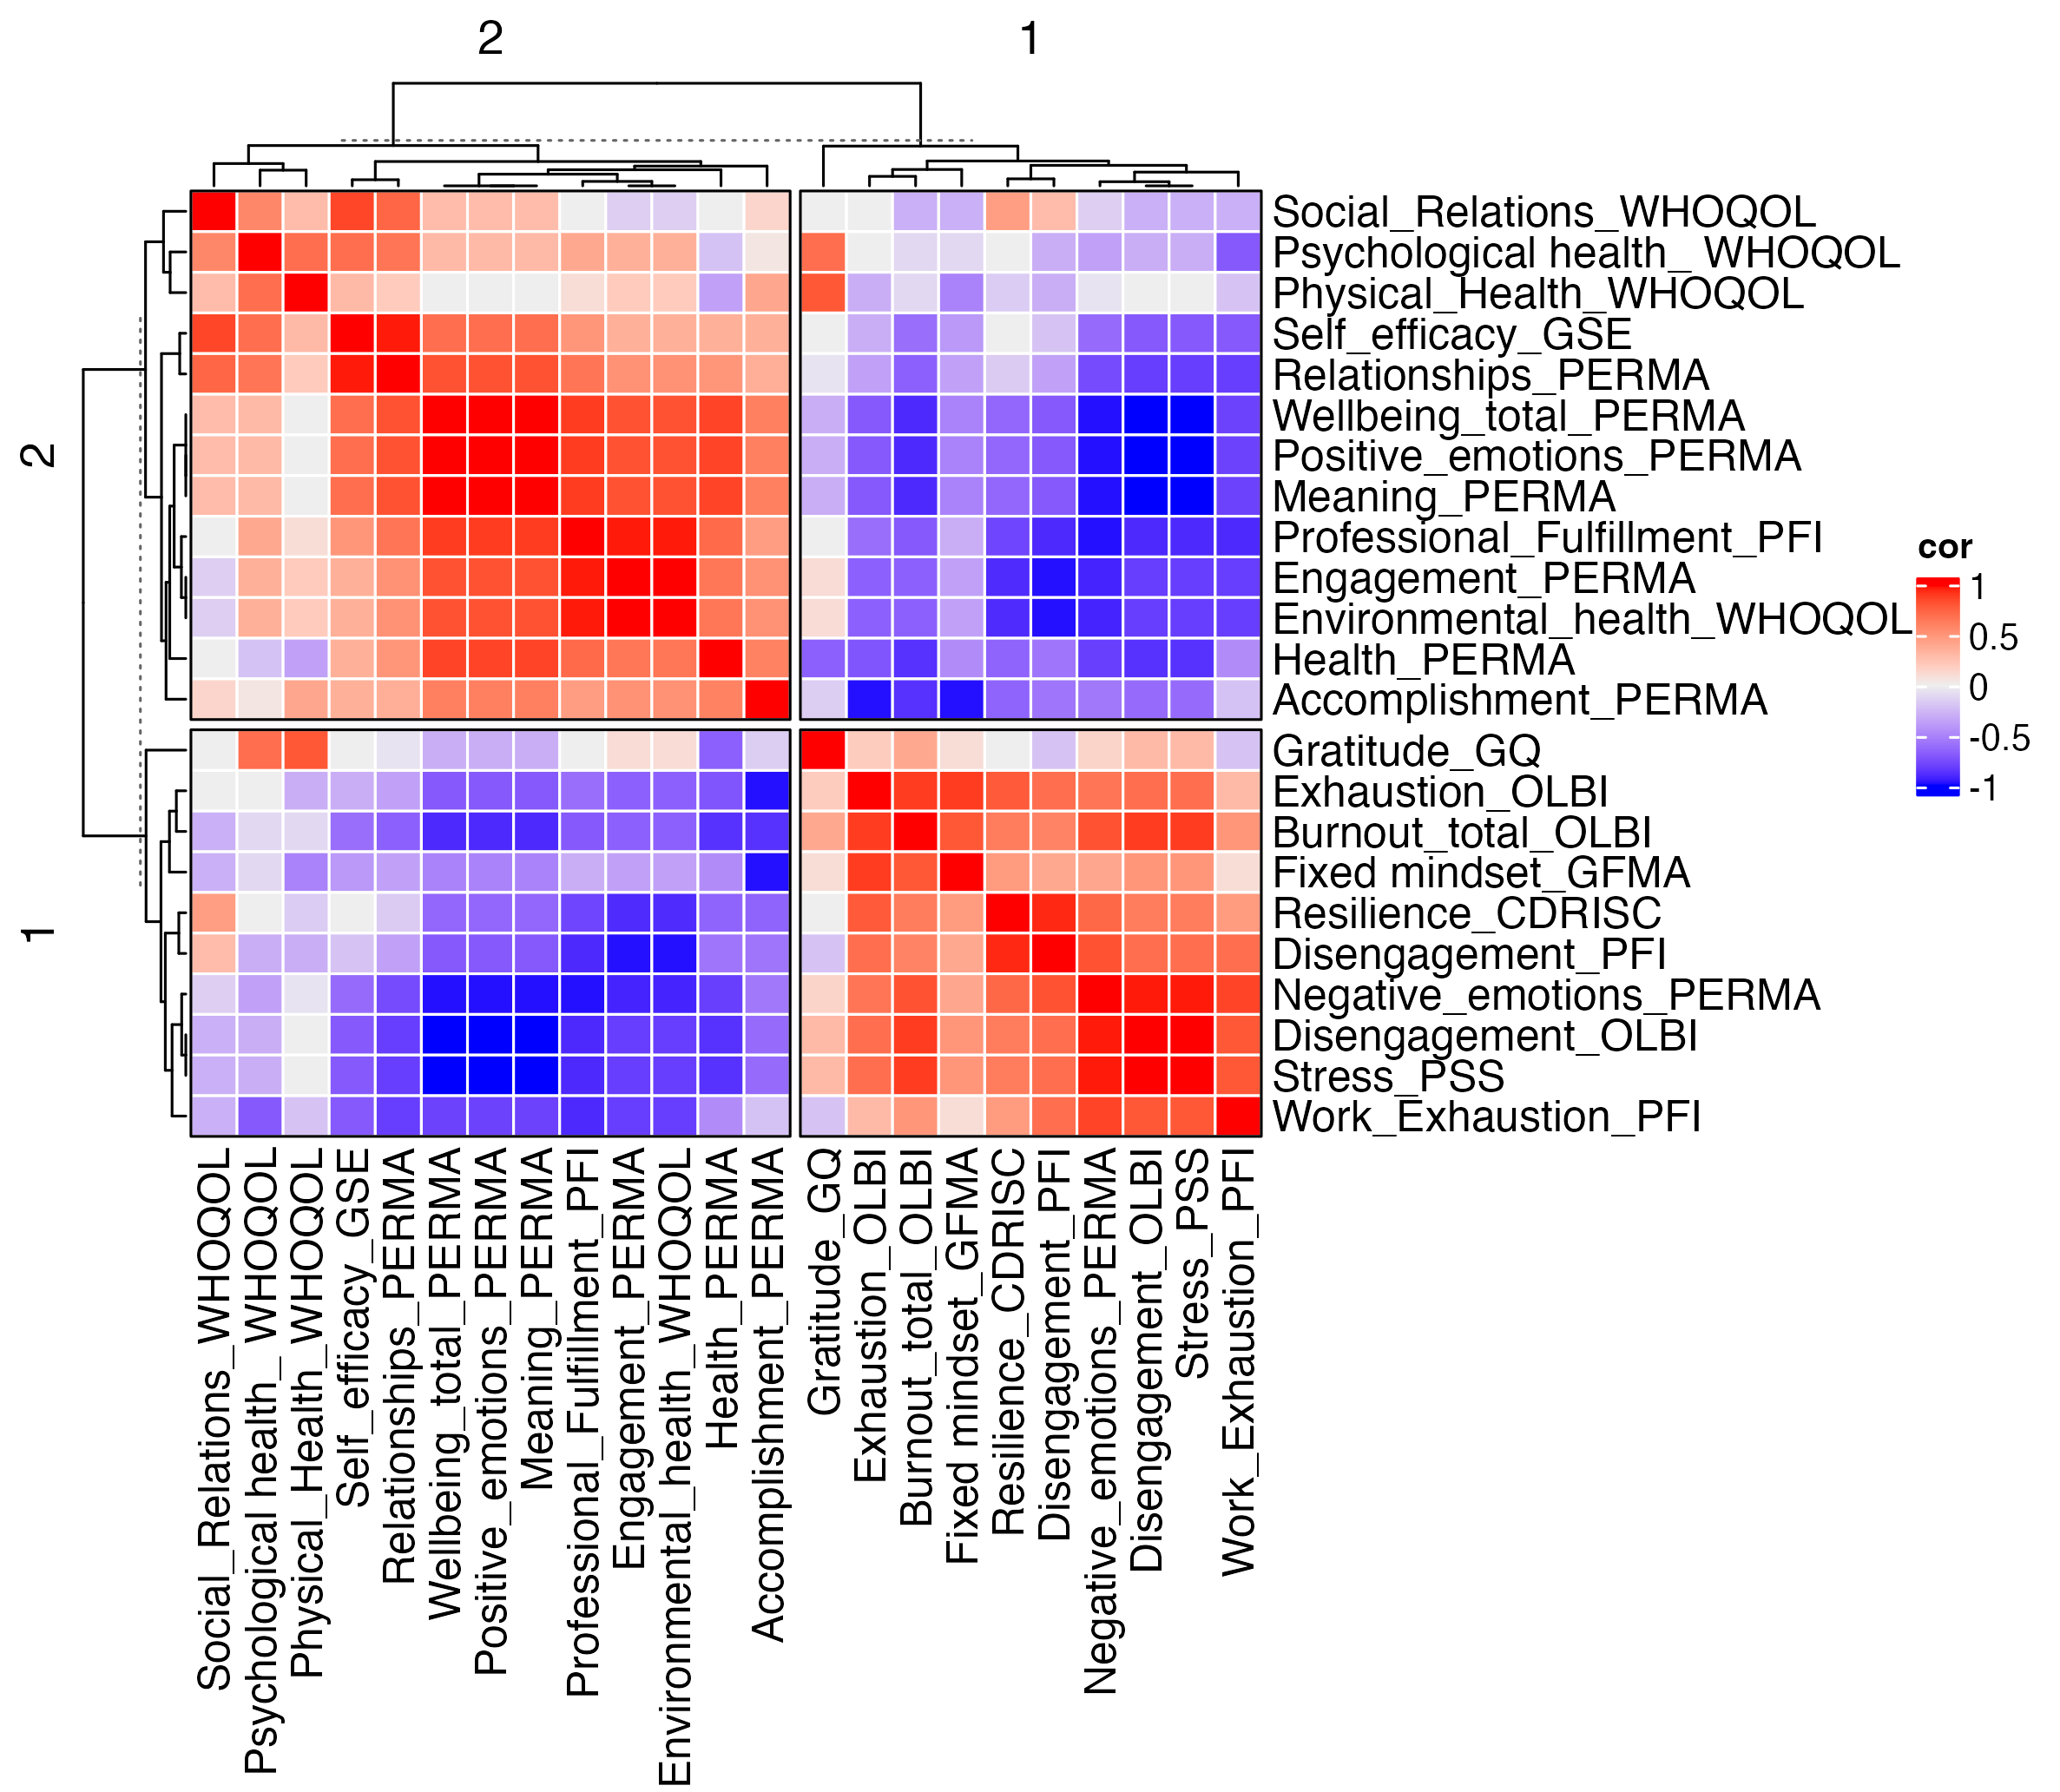 2
1
2
1
Social_Relations_WHOQOL
Psychological health_ WHOQOL
Physical_Health_WHOQOL
Self_efficacy_GSE
Relationships_PERMA
Wellbeing_total_PERMA
Positive_emotions_PERMA
Meaning_PERMA
Professional_Fulfillment_PFI
Engagement_PERMA
Environmental_health_WHOQOL
Health_PERMA
Accomplishment_PERMA
Gratitude_GQ
Exhaustion_OLBI
Burnout_total_OLBI
Fixed mindset_GFMA
Resilience_CDRISC
Disengagement_PFI
Negative_emotions_PERMA
Disengagement_OLBI
Stress_PSS
Work_Exhaustion_PFI
cor
1
0.5
0
-0.5
-1
Social_Relations_WHOQOL
Psychological health_ WHOQOL
Physical_Health_WHOQOL
Self_efficacy_GSE
Relationships_PERMA
Wellbeing_total_PERMA
Positive_emotions_PERMA
Meaning_PERMA
Professional_Fulfillment_PFI
Engagement_PERMA
Environmental_health_WHOQOL
Health_PERMA
Accomplishment_PERMA
Gratitude_GQ
Exhaustion_OLBI
Burnout_total_OLBI
Fixed mindset_GFMA
Resilience_CDRISC
Disengagement_PFI
Negative_emotions_PERMA
Disengagement_OLBI
Stress_PSS
Work_Exhaustion_PFI